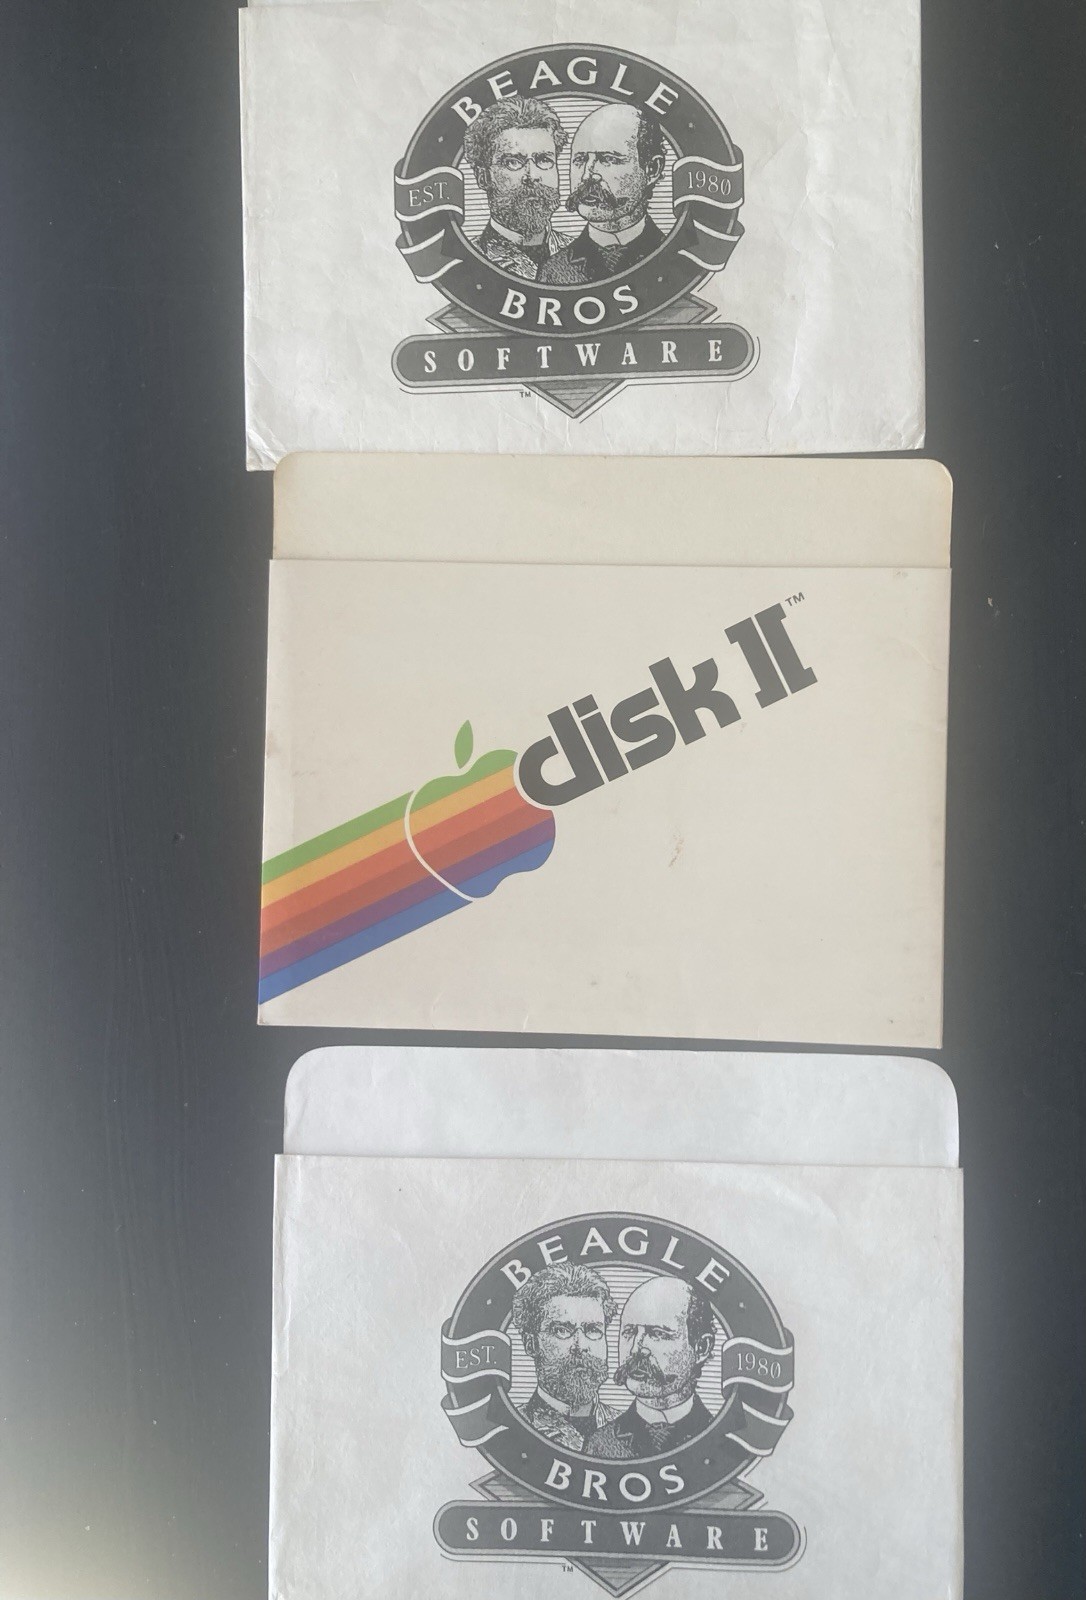 BEAGLE
EST. 1980
BROS
SOFTWARE
TM
disk II TM
BEAGLE
EST. 1980
BROS
SOFTWARE
TM